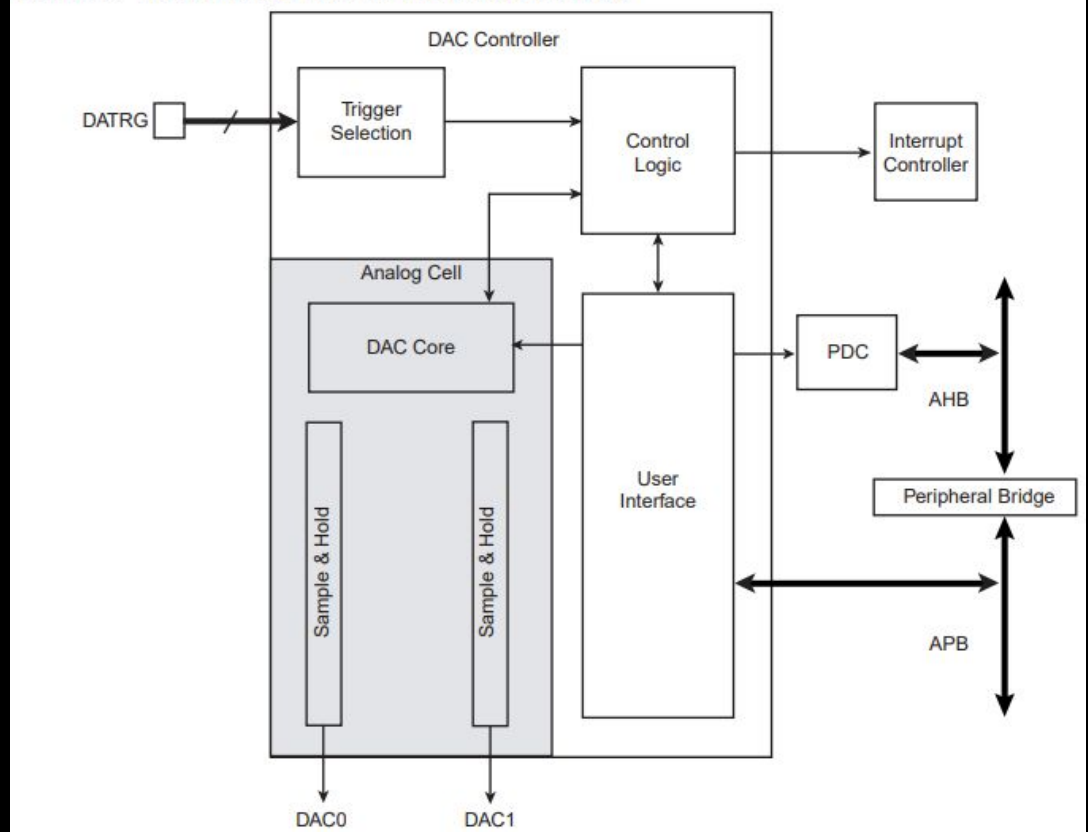 DAC Controller
DATRG
Trigger
Selection
Control
Logic
Interrupt
Controller
Analog Cell
DAC Core
PDC
AHB
User
Interface
Peripheral Bridge
Sample & Hold
Sample & Hold
APB
DAC0
DAC1